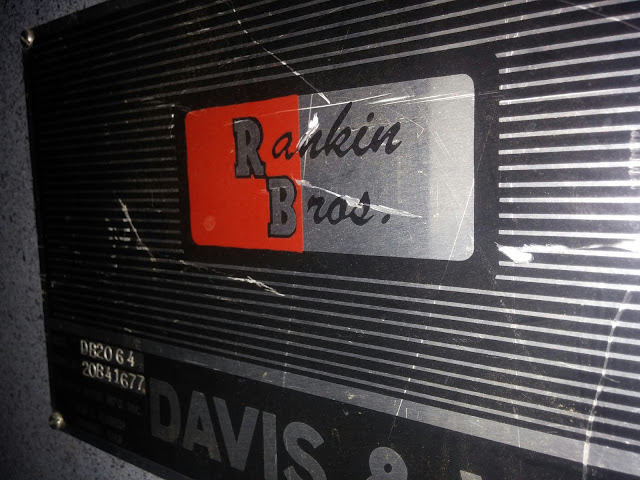 Rankin
Bros.
DB2064
20B41677
DAVIS &